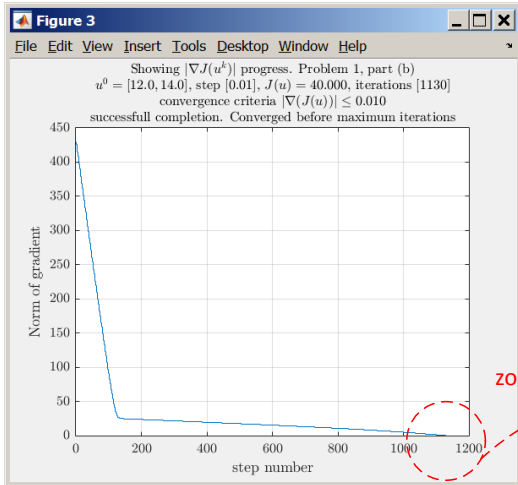 Figure 3
File Edit View Insert Tools Desktop Window Help
Showing |∇J(u^k)| progress. Problem 1, part (b)
u^0 = [12.0, 14.0], step [0.01], J(u) = 40.000, iterations [1130]
convergence criteria |∇(J(u))| ≤ 0.010
successfull completion. Converged before maximum iterations
450
400
350
300
250
200
150
100
50
0
Norm of gradient
0 200 400 600 800 1000 1200
step number
zo